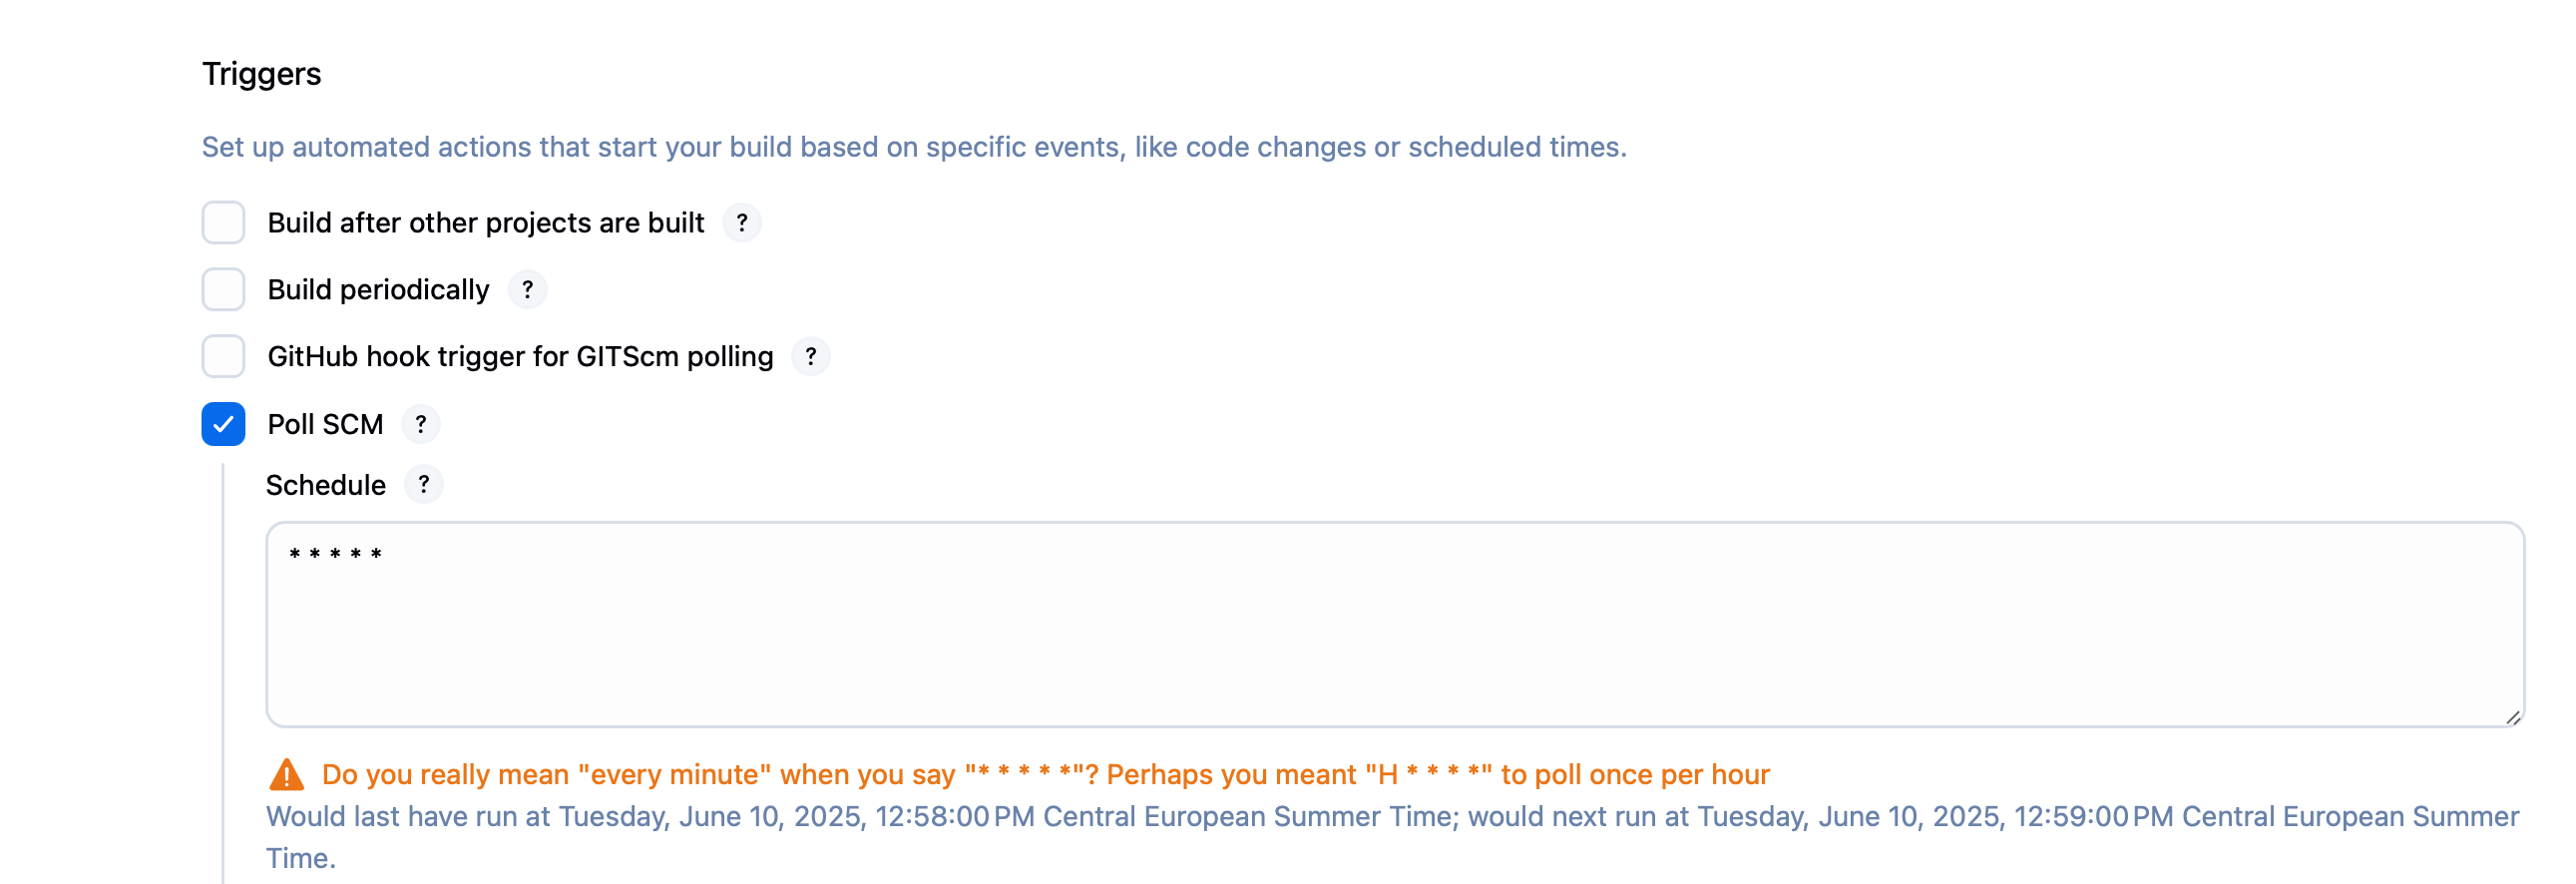 Triggers
Set up automated actions that start your build based on specific events, like code changes or scheduled times.
Build after other projects are built ?
Build periodically ?
GitHub hook trigger for GITScm polling ?
Poll SCM ?
Schedule ?
* * * * *
Do you really mean "every minute" when you say "* * * * *"? Perhaps you meant "H * * * *" to poll once per hour
Would last have run at Tuesday, June 10, 2025, 12:58:00 PM Central European Summer Time; would next run at Tuesday, June 10, 2025, 12:59:00 PM Central European Summer
Time.